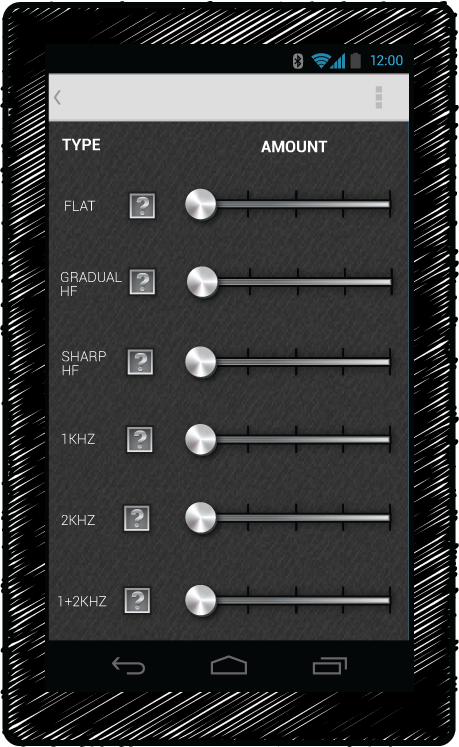 12:00
TYPE AMOUNT
FLAT ?
GRADUAL
HF ?
SHARP
HF ?
1KHZ ?
2KHZ ?
1+2KHZ ?